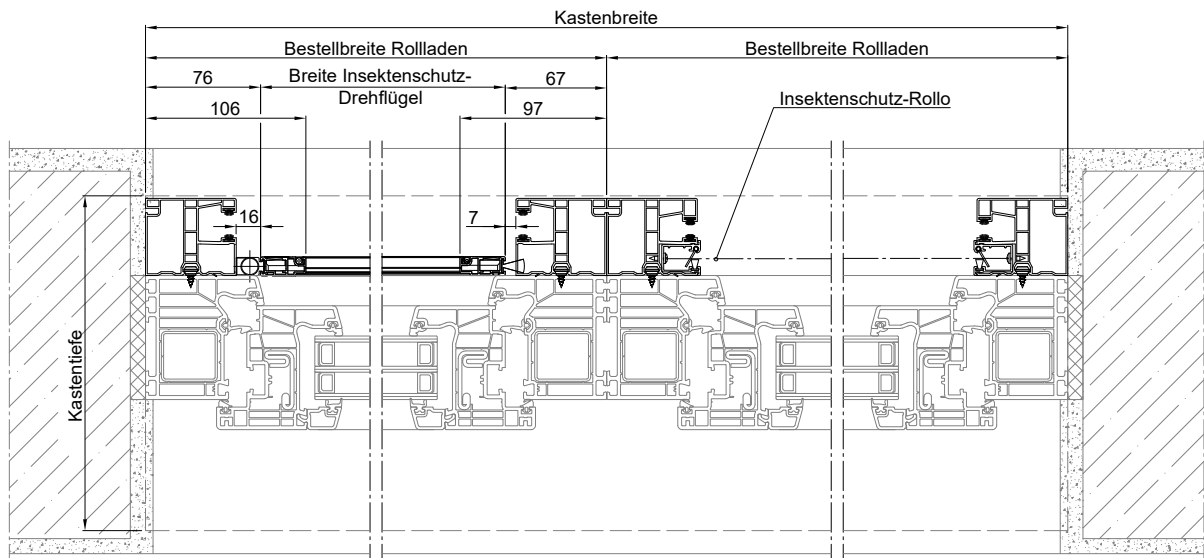 Kastenbreite
Bestellbreite Rollladen
Bestellbreite Rollladen
76
Breite Insektenschutz-
Drehflügel
67
106
97
Insektenschutz-Rollo
16
7
Kastentiefe